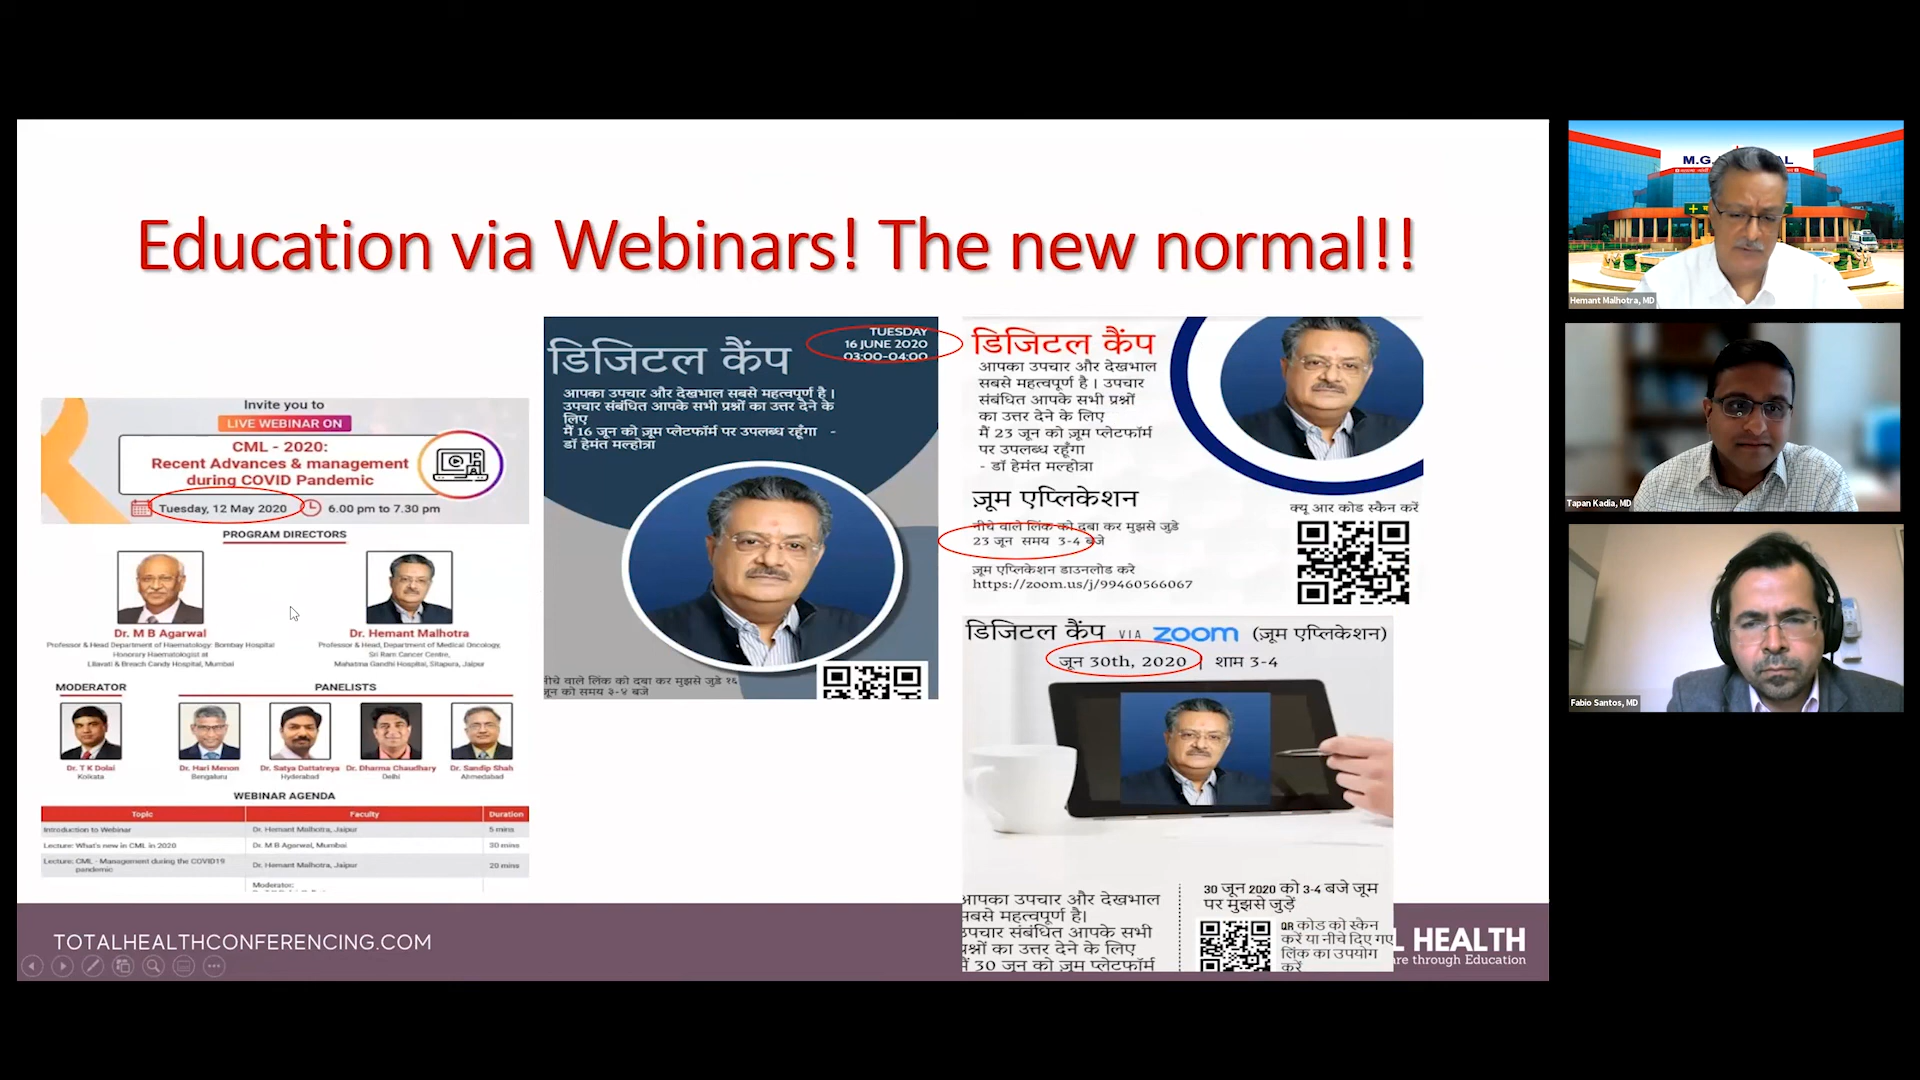 Education via Webinars! The new normal!!
Invite you to
LIVE WEBINAR ON
CML - 2020:
Recent Advances & management
during COVID Pandemic
Tuesday, 12 May 2020
6.00 pm to 7.30 pm
PROGRAM DIRECTORS
Dr. M B Agarwal
Professor & Head Department of Haematology: Bombay Hospital
Honorary Haematologist at
Lilavati & Breach Candy Hospital, Mumbai
Dr. Hemant Malhotra
Professor & Head, Department of Medical Oncology,
Sri Ram Cancer Centre,
Mahatma Gandhi Hospital, Sitapura, Jaipur
MODERATOR
PANELISTS
Dr. T K Dolai
Kolkata
Dr. Hari Menon
Bengaluru
Dr. Satya Dattatreya
Hyderabad
Dr. Dharma Chaudhary
Delhi
Dr. Sandip Shah
Ahmedabad
WEBINAR AGENDA
Topic Faculty Duration
Introduction to Webinar Dr. Hemant Malhotra, Jaipur 5 mins
Lecture: What's new in CML in 2020 Dr. M B Agarwal, Mumbai 30 mins
Lecture: CML - Management during the COVID19
pandemic
Dr. Hemant Malhotra, Jaipur 20 mins
Moderator:
TUESDAY
16 JUNE 2020
03:00-04:00
डिजिटल कैंप
आपका उपचार और देखभाल सबसे महत्वपूर्ण है ।
उपचार संबंधित आपके सभी प्रश्नों का उत्तर देने के
लिए
मैं 16 जून को ज़ूम प्लेटफॉर्म पर उपलब्ध रहूँगा -
डॉ हेमंत मल्होत्रा
नीचे वाले लिंक को दबा कर मुझसे जुड़े १६
जून को समय ३-४ बजे
डिजिटल कैंप
आपका उपचार और देखभाल
सबसे महत्वपूर्ण है । उपचार
संबंधित आपके सभी प्रश्नों
का उत्तर देने के लिए
मैं 23 जून को ज़ूम प्लेटफॉर्म
पर उपलब्ध रहूँगा
- डॉ हेमंत मल्होत्रा
ज़ूम एप्लिकेशन
नीचे वाले लिंक को दबा कर मुझसे जुड़े
23 जून समय 3-4 बजे
ज़ूम एप्लिकेशन डाउनलोड करे
https://zoom.us/j/99460566067
क्यू आर कोड स्कैन करें
डिजिटल कैंप VIA zoom (ज़ूम एप्लिकेशन)
जून 30th, 2020 | शाम 3-4
आपका उपचार और देखभाल
सबसे महत्वपूर्ण है।
उपचार संबंधित आपके सभी
प्रश्नों का उत्तर देने के लिए
मैं 30 जून को ज़ूम प्लेटफॉर्म
30 जून 2020 को 3-4 बजे जूम
पर मुझसे जुड़ें
QR कोड को स्कैन
करें या नीचे दिए गए
लिंक का उपयोग
करें
TOTALHEALTHCONFERENCING.COM
L HEALTH
re through Education
M.G.
AL
Hemant Malhotra, MD
Tapan Kadia, MD
Fabio Santos, MD